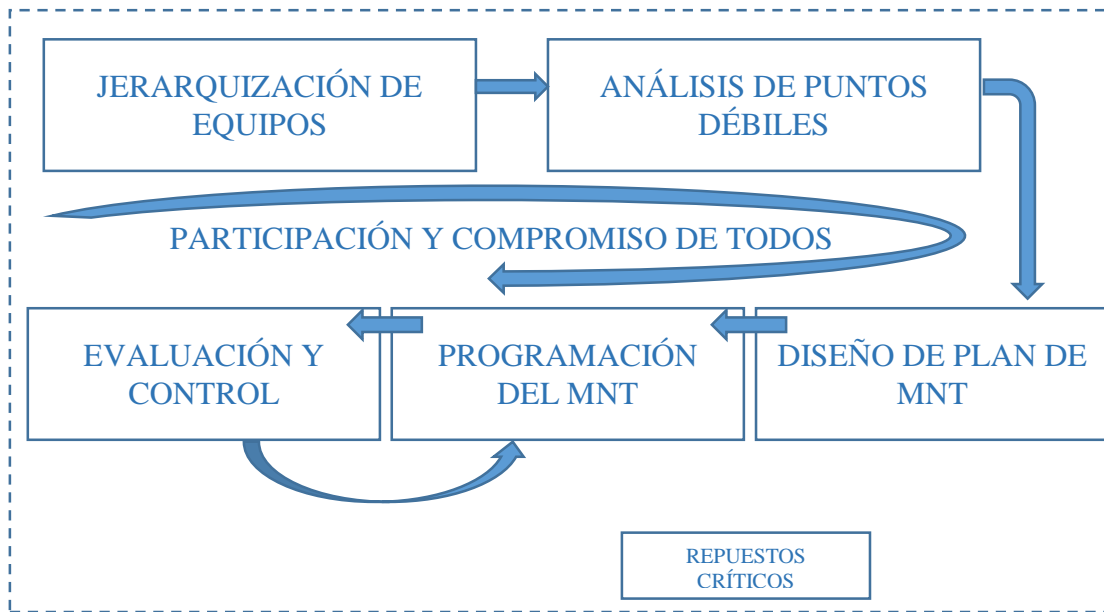 JERARQUIZACIÓN DE
EQUIPOS
ANÁLISIS DE PUNTOS
DÉBILES
PARTICIPACIÓN Y COMPROMISO DE TODOS
EVALUACIÓN Y
CONTROL
PROGRAMACIÓN
DEL MNT
DISEÑO DE PLAN DE
MNT
REPUESTOS
CRÍTICOS